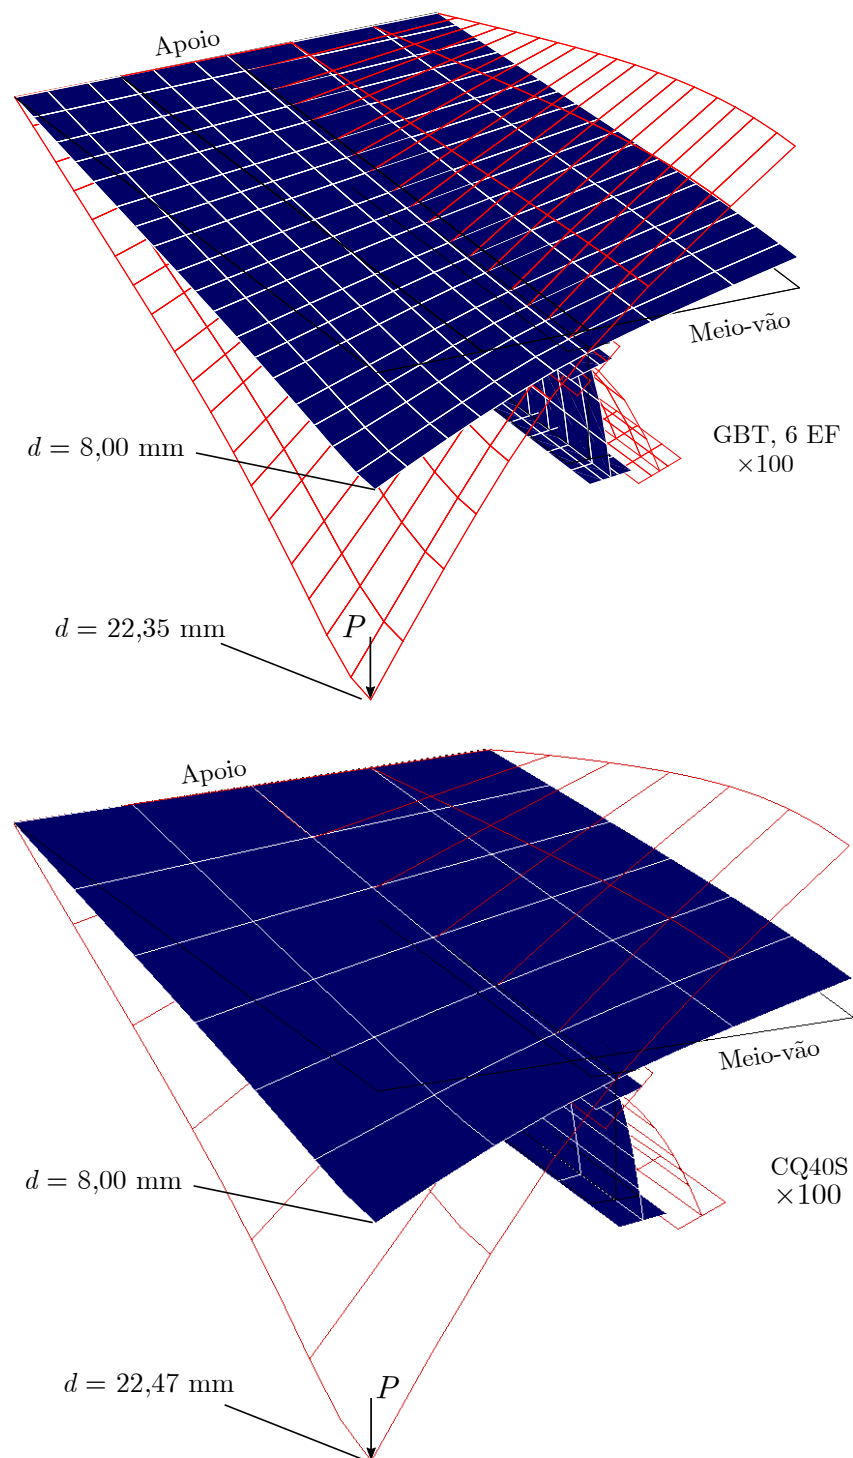 Apoio
Meio-vão
d = 8,00 mm
GBT, 6 EF
×100
d = 22,35 mm
P
Apoio
Meio-vão
d = 8,00 mm
CQ40S
×100
d = 22,47 mm
P